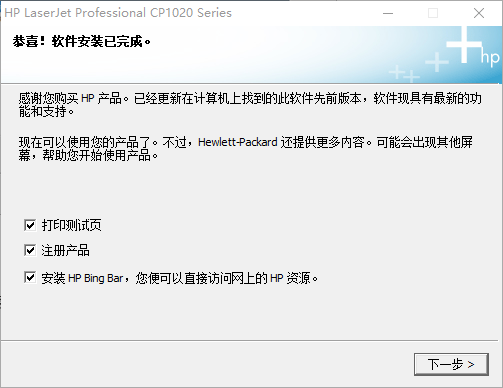 HP LaserJet Professional CP1020 Series
恭喜！软件安装已完成。
hp
感谢您购买 HP 产品。已经更新在计算机上找到的此软件先前版本，软件现具有最新的功
能和支持。
现在可以使用您的产品了。不过，Hewlett-Packard 还提供更多内容。可能会出现其他屏
幕，帮助您开始使用产品。
打印测试页
注册产品
安装 HP Bing Bar，您便可以直接访问网上的 HP 资源。
下一步 >